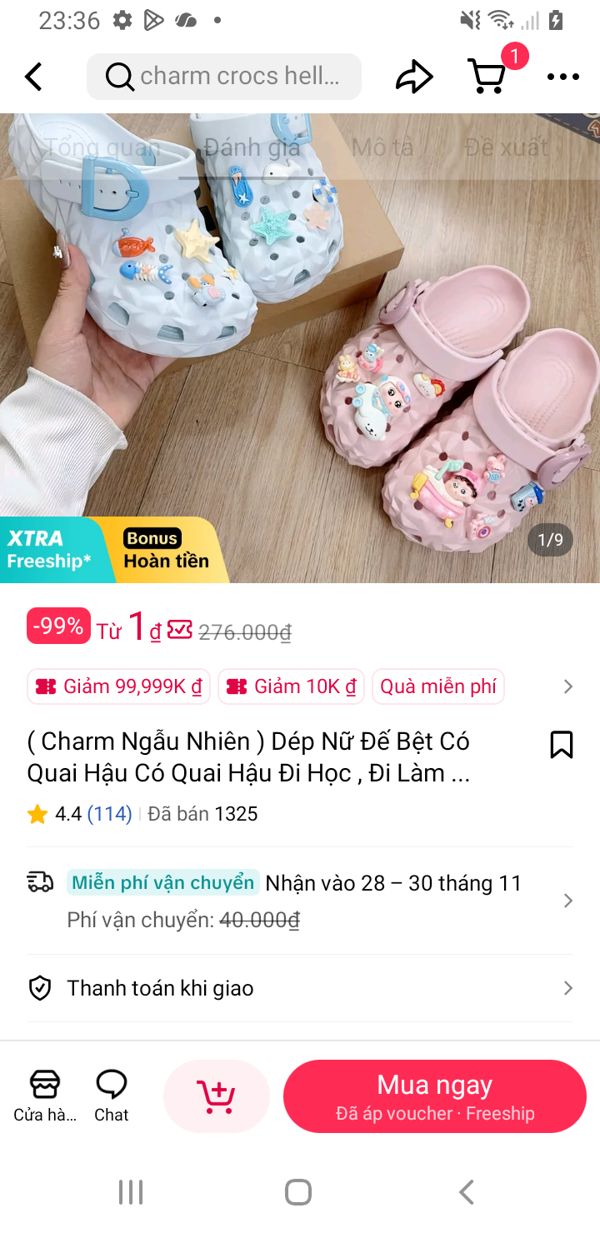 23:36
charm crocs hell...
1
Tổng quan Đánh giá Mô tả Đề xuất
XTRA
Freeship*
Bonus
Hoàn tiền
1/9
-99% Từ 1₫ 276.000₫
Giảm 99,999K ₫ Giảm 10K ₫ Quà miễn phí
( Charm Ngẫu Nhiên ) Dép Nữ Đế Bệt Có
Quai Hậu Có Quai Hậu Đi Học , Đi Làm ...
4.4 (114) Đã bán 1325
Miễn phí vận chuyển Nhận vào 28 – 30 tháng 11
Phí vận chuyển: 40.000₫
Thanh toán khi giao
Cửa hà... Chat
Mua ngay
Đã áp voucher · Freeship